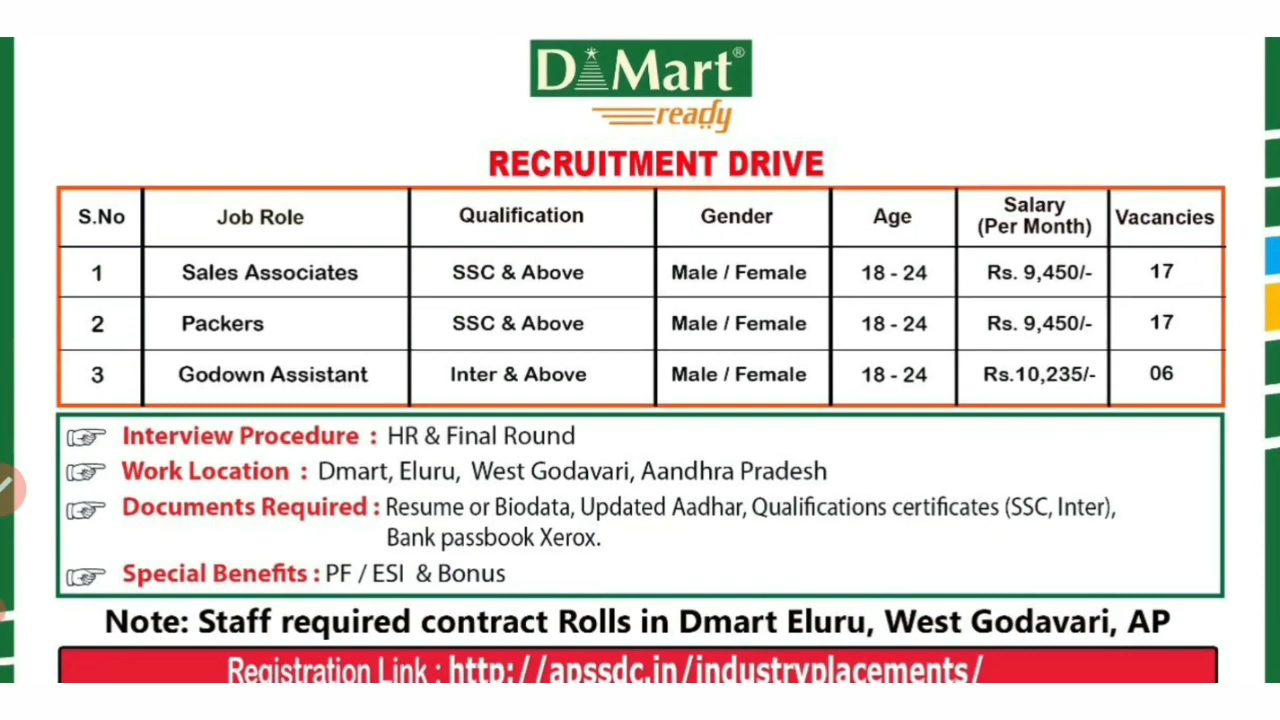 D Mart®
ready
RECRUITMENT DRIVE
S.No Job Role Qualification Gender Age Salary (Per Month) Vacancies
1 Sales Associates SSC & Above Male / Female 18 - 24 Rs. 9,450/- 17
2 Packers SSC & Above Male / Female 18 - 24 Rs. 9,450/- 17
3 Godown Assistant Inter & Above Male / Female 18 - 24 Rs.10,235/- 06
Interview Procedure : HR & Final Round
Work Location : Dmart, Eluru, West Godavari, Aandhra Pradesh
Documents Required : Resume or Biodata, Updated Aadhar, Qualifications certificates (SSC, Inter),
Bank passbook Xerox.
Special Benefits : PF / ESI & Bonus
Note: Staff required contract Rolls in Dmart Eluru, West Godavari, AP
Registration Link : http://apssdc.in/industryplacements/